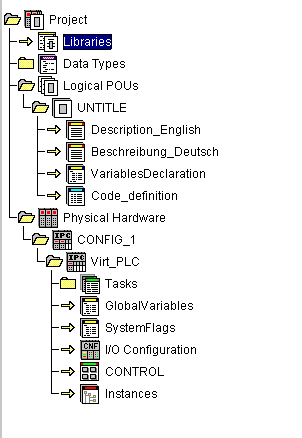 Project
Libraries
Data Types
Logical POUs
UNTITLE
Description_English
Beschreibung_Deutsch
VariablesDeclaration
Code_definition
Physical Hardware
IPC CONFIG_1
IPC Virt_PLC
Tasks
GlobalVariables
SystemFlags
CNF I/O Configuration
CONTROL
Instances